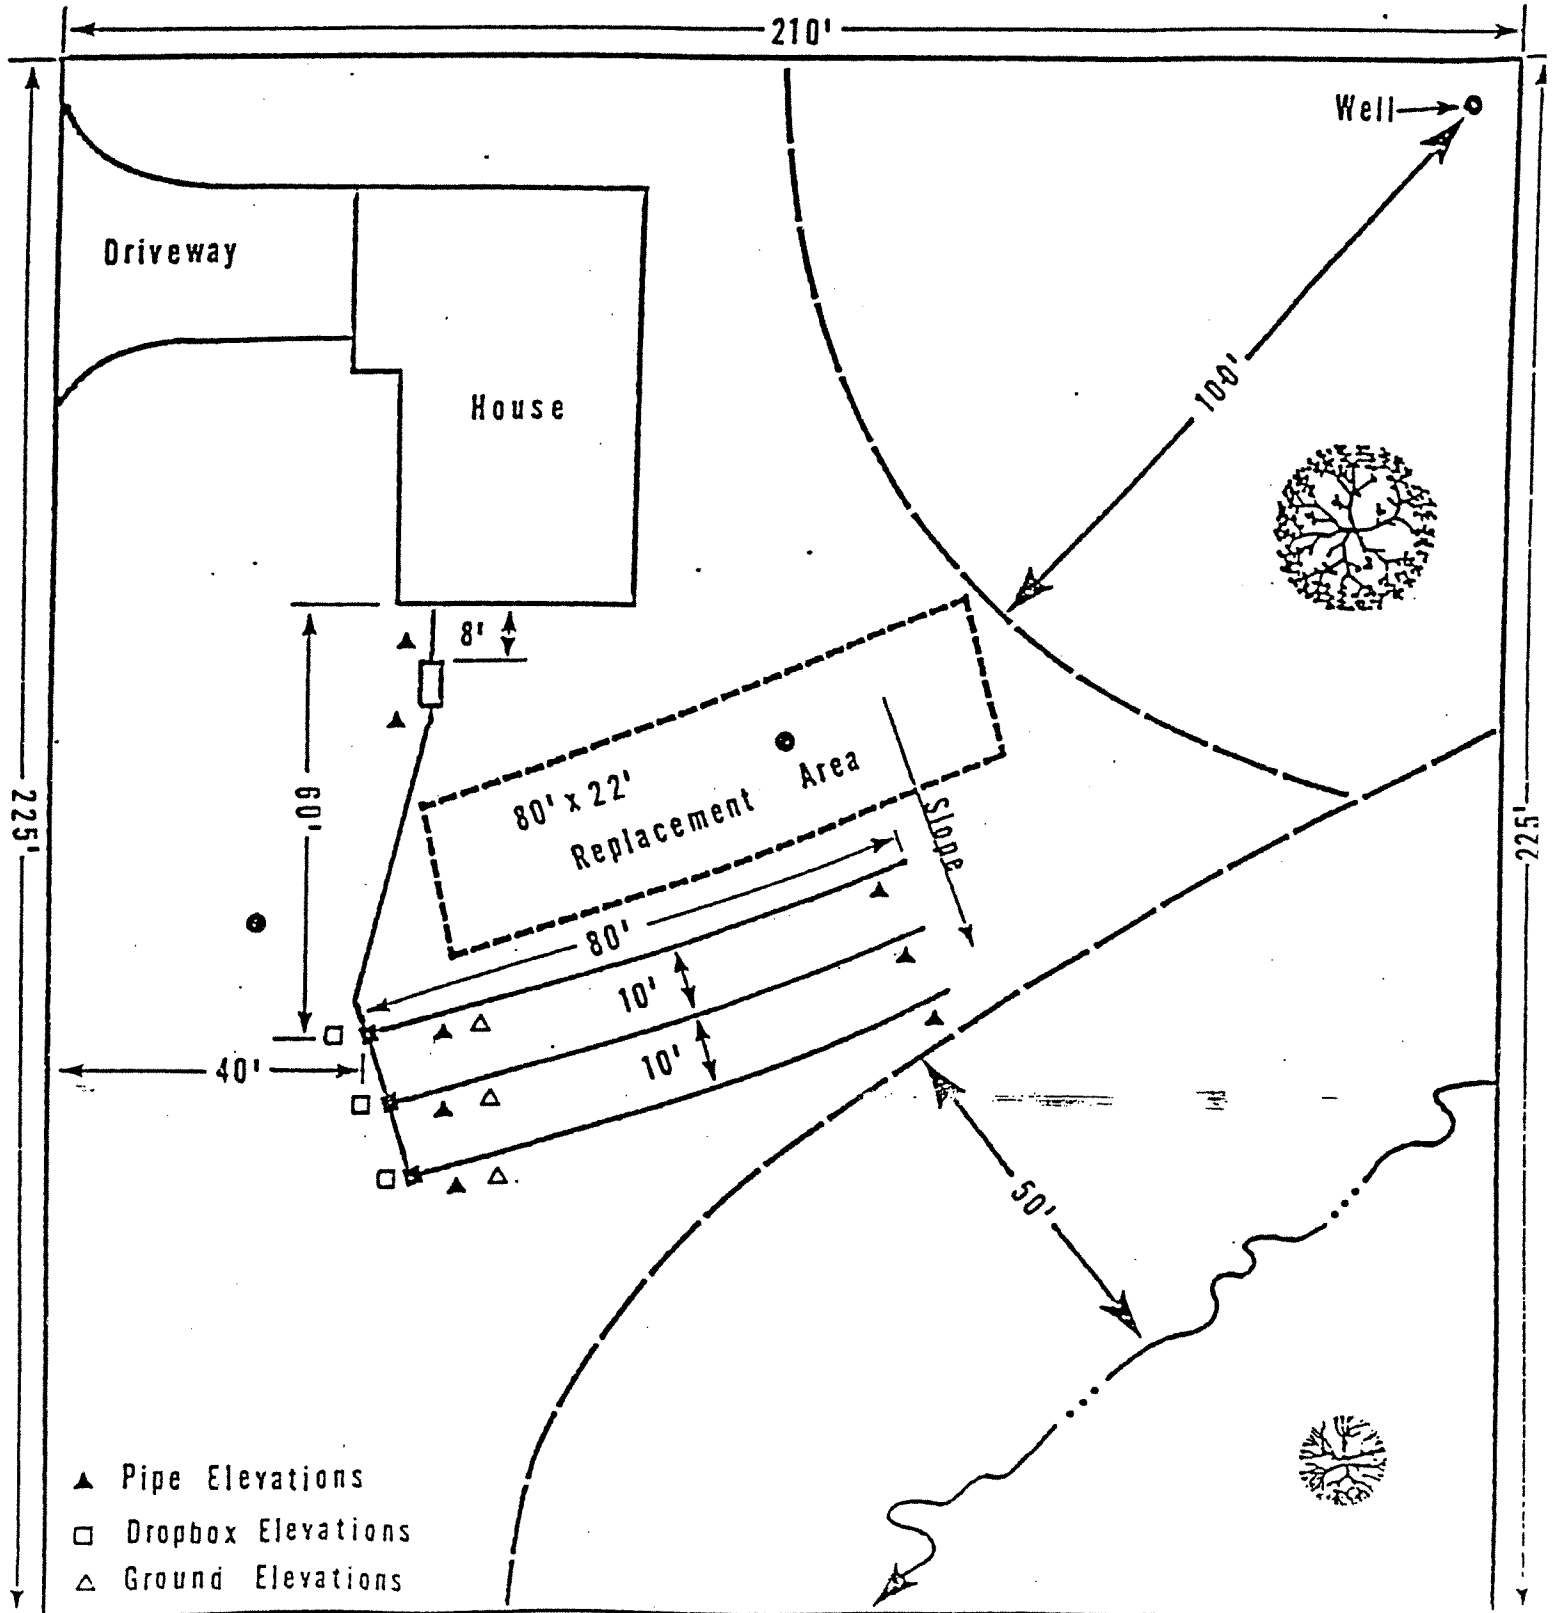 210'
Well
Driveway
100'
House
8'
225'
60'
80' x 22'
Replacement Area
Slope
225'
80'
10'
10'
40'
50'
Pipe Elevations
Dropbox Elevations
Ground Elevations